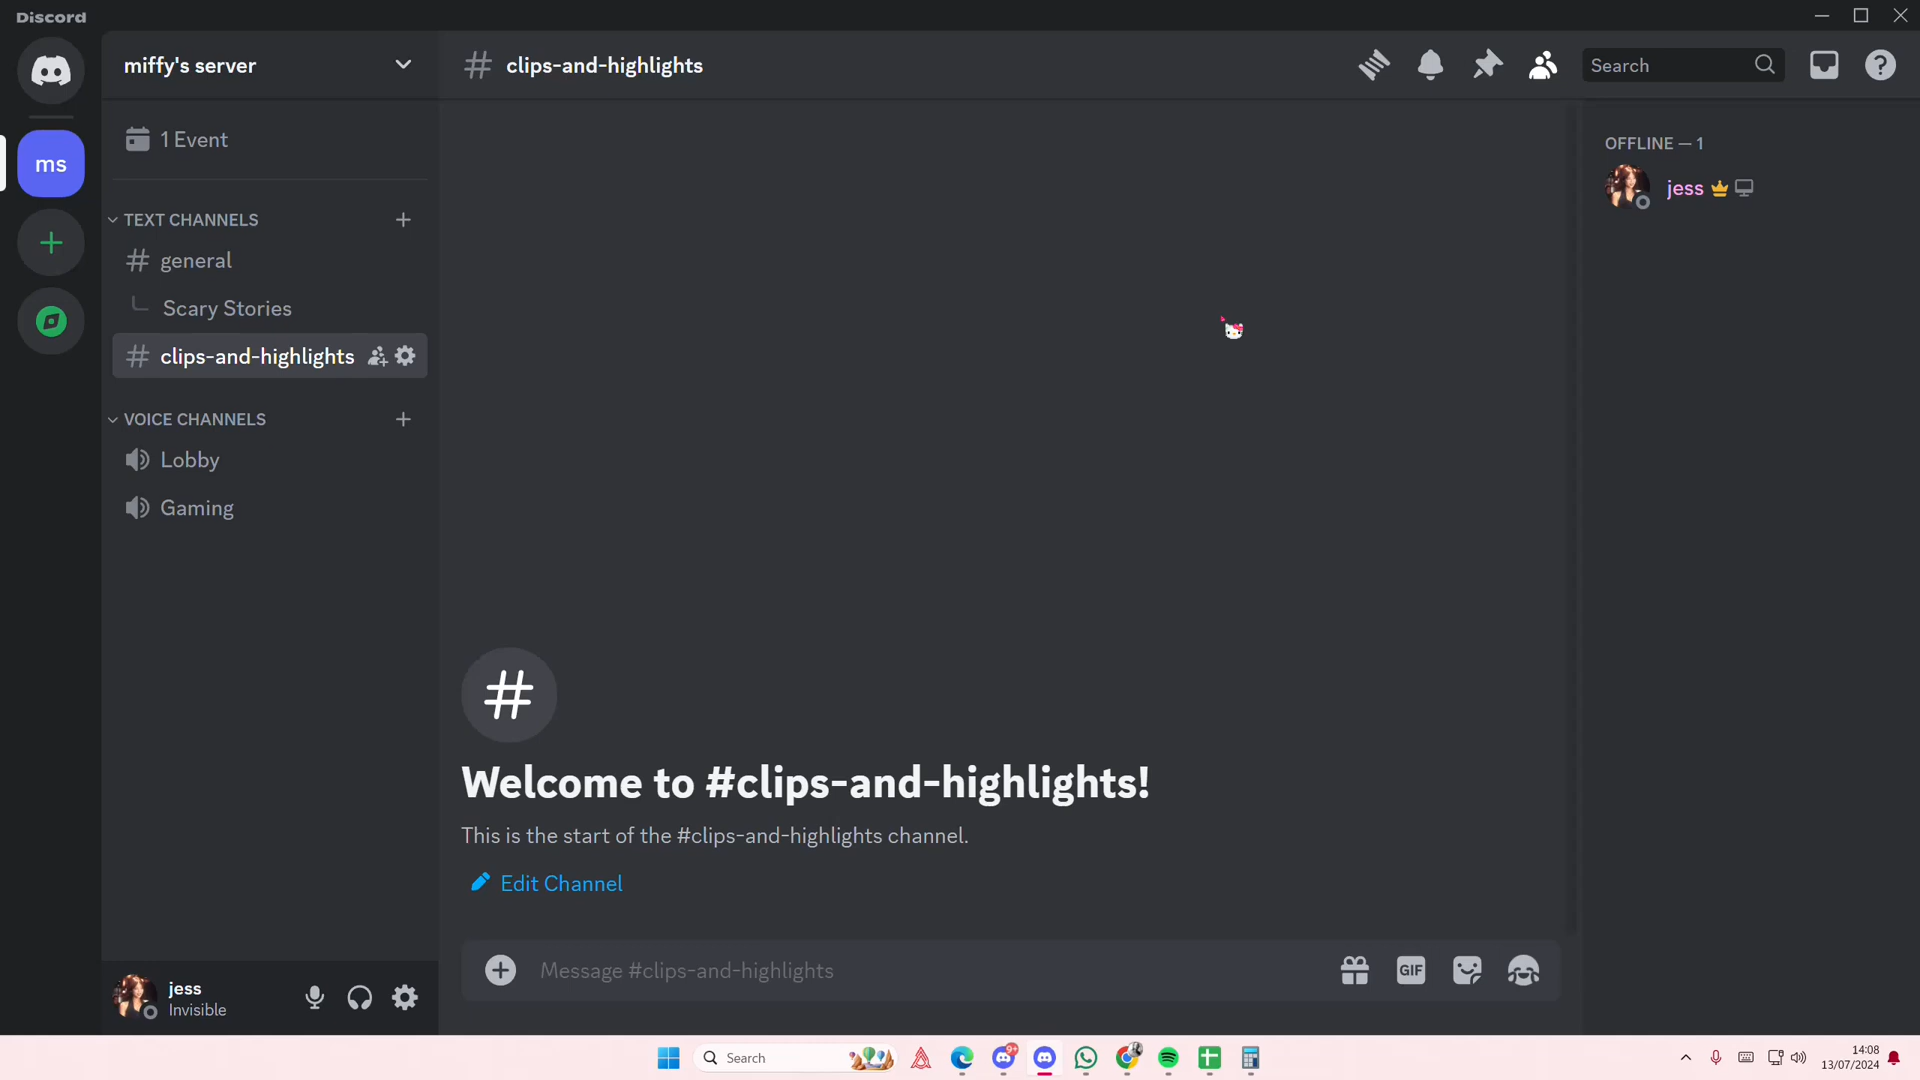 Discord
miffy's server
clips-and-highlights
Search
1 Event
TEXT CHANNELS
general
Scary Stories
clips-and-highlights
VOICE CHANNELS
Lobby
Gaming
ms
OFFLINE — 1
jess
Welcome to #clips-and-highlights!
This is the start of the #clips-and-highlights channel.
Edit Channel
Message #clips-and-highlights
GIF
jess
Invisible
Search
9+
14:08
13/07/2024